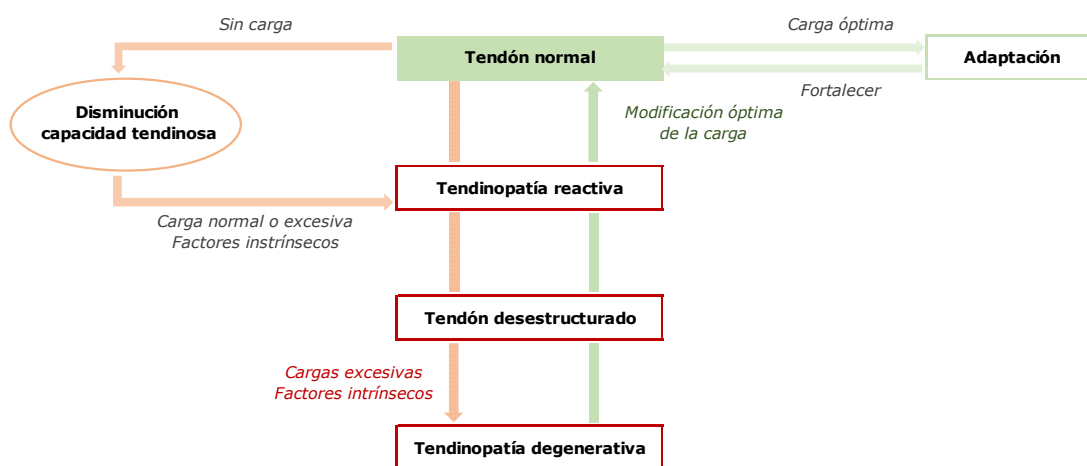 Sin carga
Carga óptima
Tendón normal
Adaptación
Fortalecer
Disminución
capacidad tendinosa
Modificación óptima
de la carga
Tendinopatía reactiva
Carga normal o excesiva
Factores instrínsecos
Tendón desestructurado
Cargas excesivas
Factores intrínsecos
Tendinopatía degenerativa